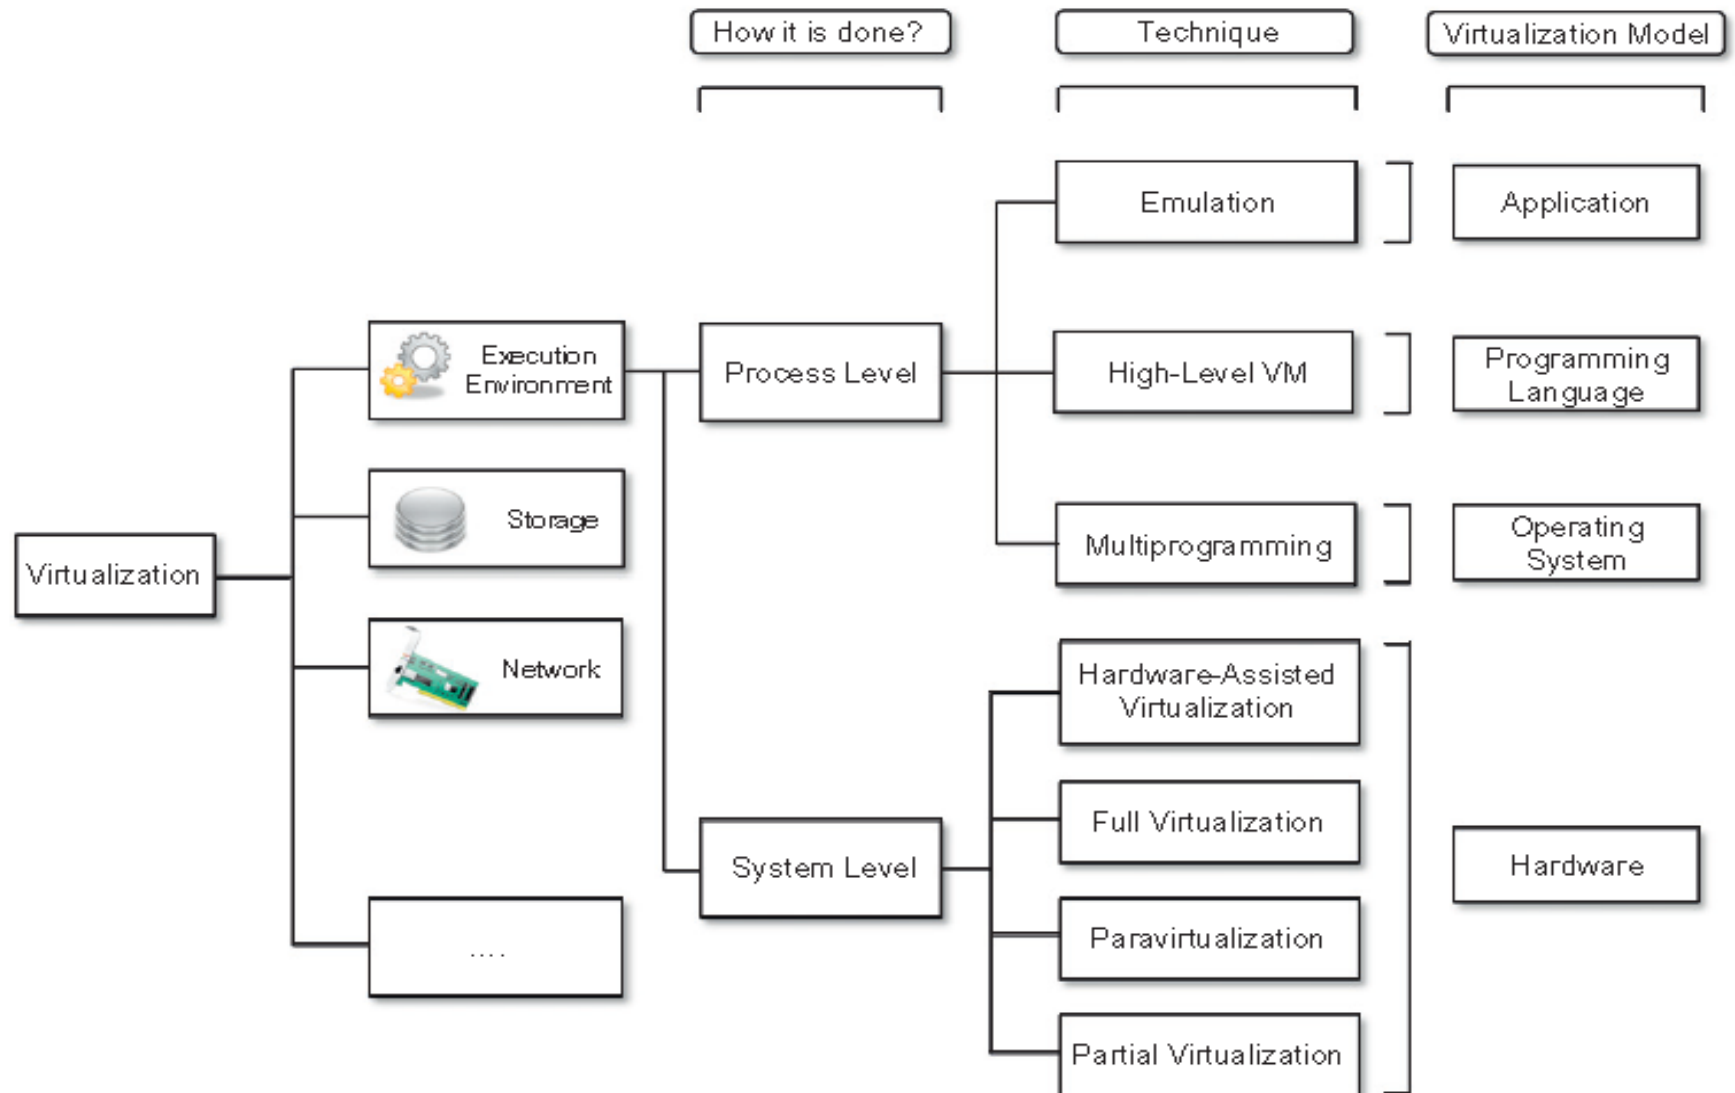 How it is done?
Technique
Virtualization Model
Emulation
Application
Execution
Environment
Process Level
High-Level VM
Programming
Language
Storage
Multiprogramming
Operating
System
Virtualization
Network
Hardware-Assisted
Virtualization
Full Virtualization
System Level
Hardware
Paravirtualization
....
Partial Virtualization